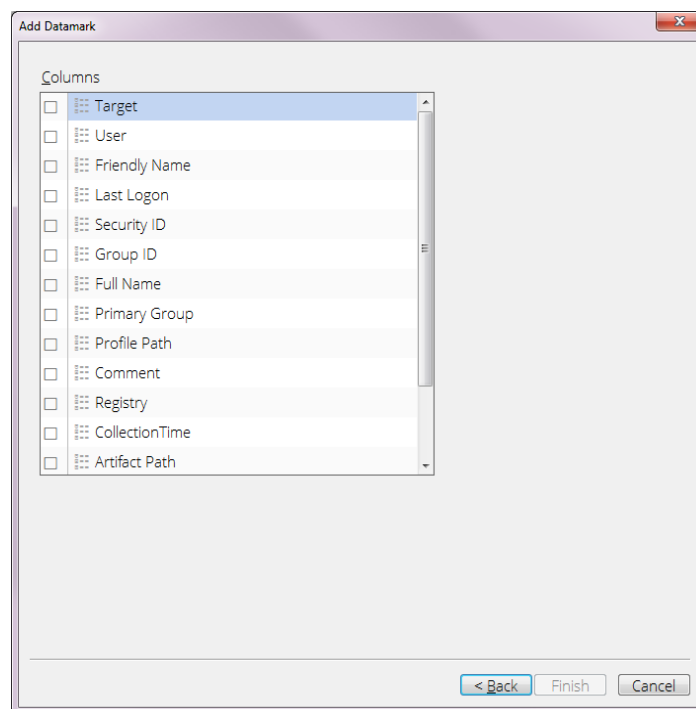 Add Datamark
Columns
Target
User
Friendly Name
Last Logon
Security ID
Group ID
Full Name
Primary Group
Profile Path
Comment
Registry
CollectionTime
Artifact Path
< Back Finish Cancel